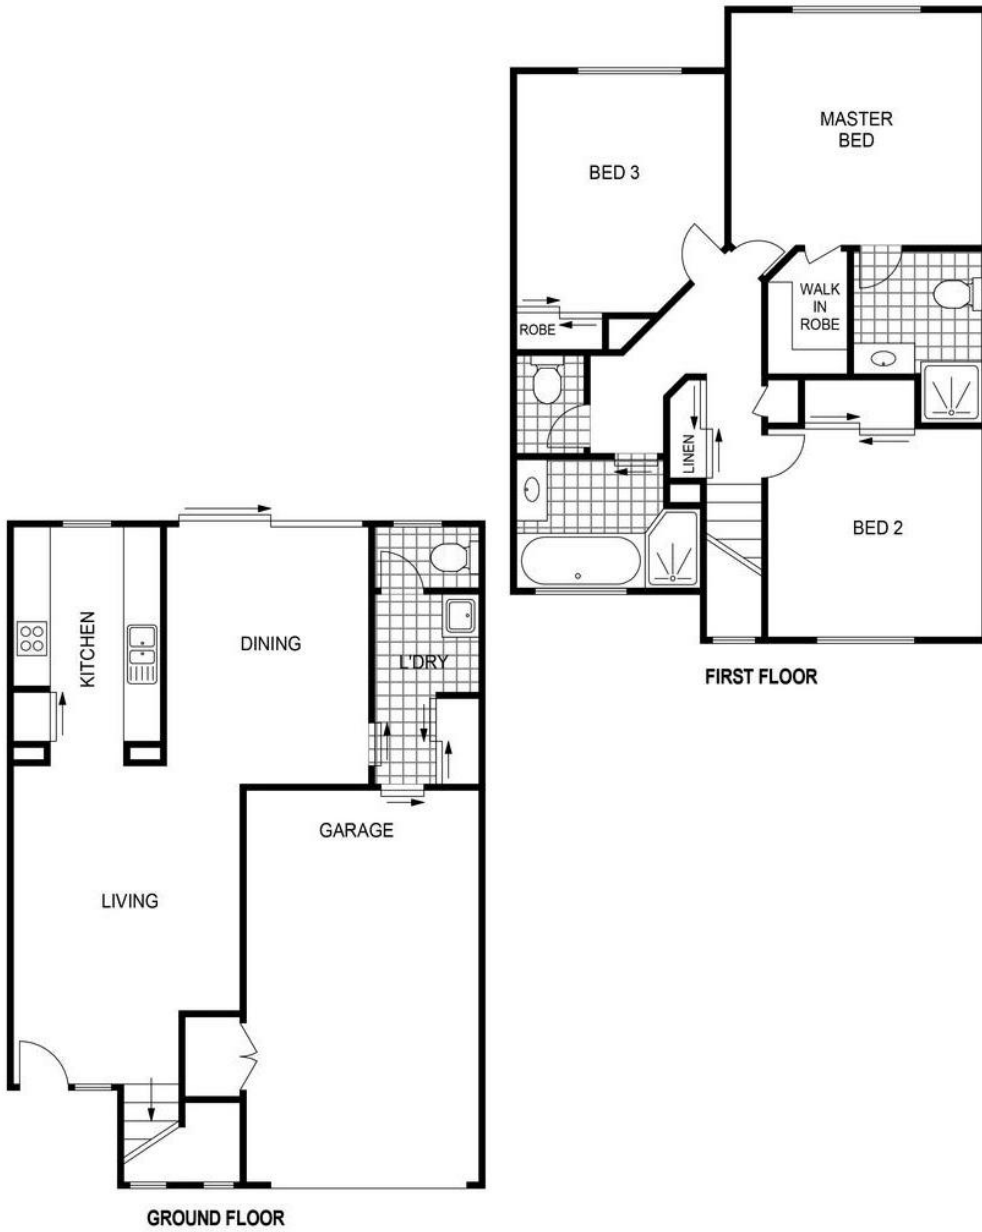 MASTER
BED
BED 3
WALK
IN
ROBE
ROBE
LINEN
BED 2
FIRST FLOOR
KITCHEN
DINING
L'DRY
GARAGE
LIVING
GROUND FLOOR